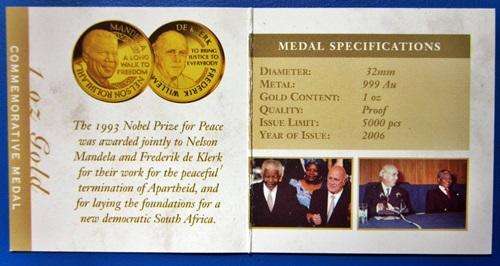 COMMEMORATIVE MEDAL
1 oz Gold
MANDELA
A LONG
WALK TO
FREEDOM
NELSON ROLIHLAHLA
DE KLERK
TO BRING
JUSTICE TO
EVERYBODY
FREDERIK WILLEM
The 1993 Nobel Prize for Peace
was awarded jointly to Nelson
Mandela and Frederik de Klerk
for their work for the peaceful
termination of Apartheid, and
for laying the foundations for a
new democratic South Africa.
MEDAL SPECIFICATIONS
DIAMETER: 32mm
METAL: 999 Au
GOLD CONTENT: 1 oz
QUALITY: Proof
ISSUE LIMIT: 5000 pcs
YEAR OF ISSUE: 2006